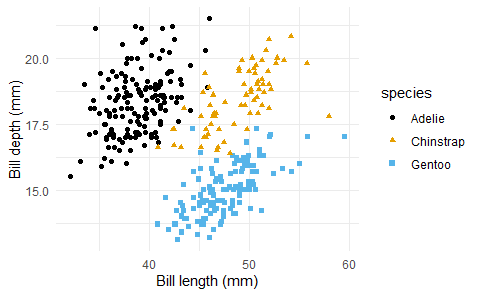 20.0
17.5
15.0
Bill depth (mm)
40
50
60
Bill length (mm)
species
Adelie
Chinstrap
Gentoo